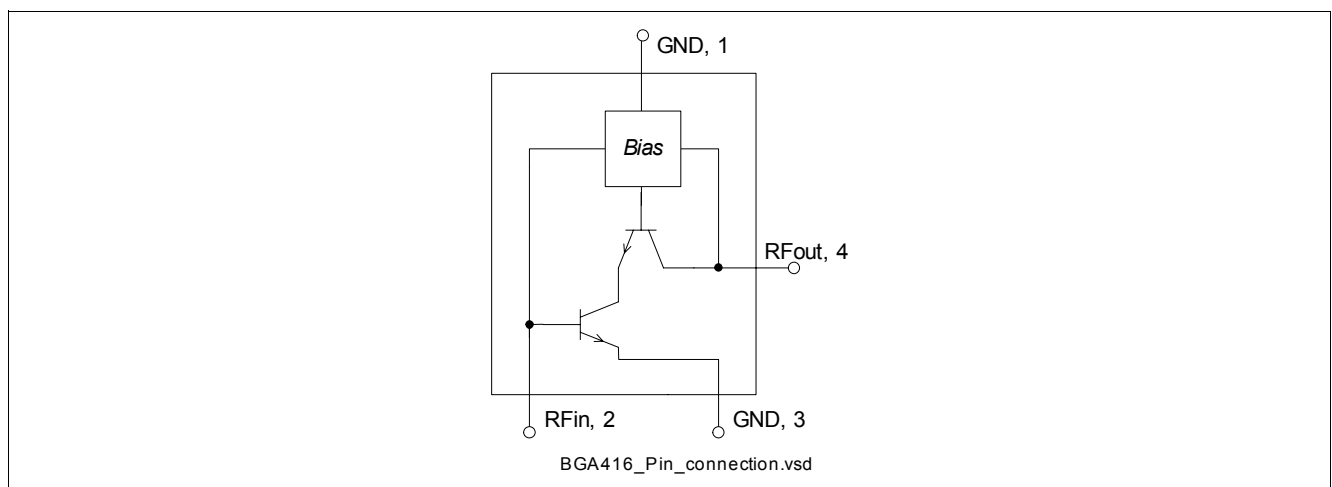 GND, 1
Bias
RFout, 4
RFin, 2
GND, 3
BGA416_Pin_connection.vsd